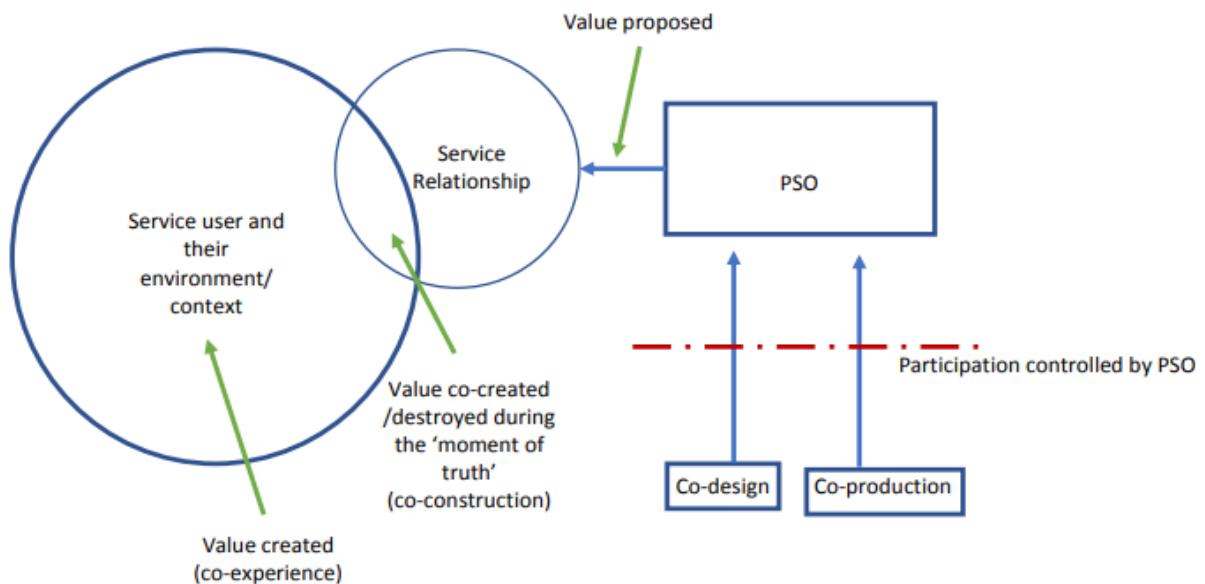 Value proposed
Service
Relationship
PSO
Service user and
their
environment/
context
Participation controlled by PSO
Value co-created
/destroyed during
the ‘moment of
truth’
(co-construction)
Co-design
Co-production
Value created
(co-experience)